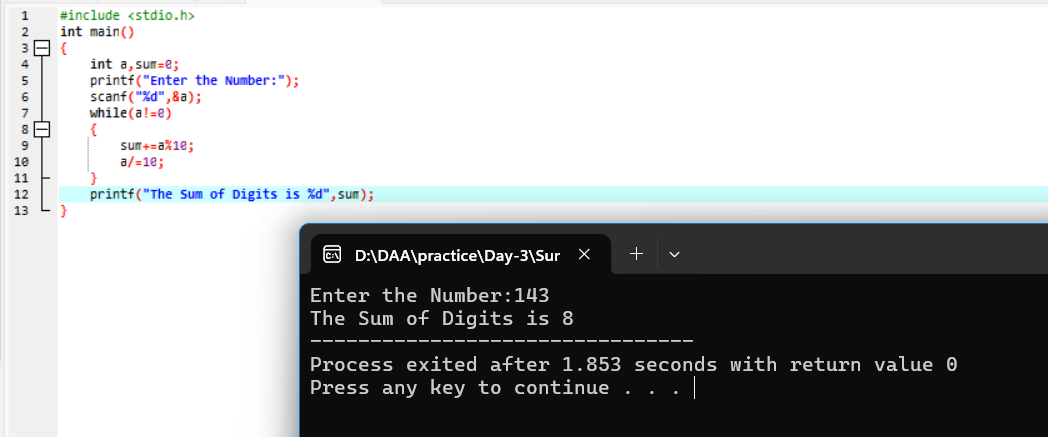 1 #include <stdio.h>
2 int main()
3 {
4 int a,sum=0;
5 printf("Enter the Number:");
6 scanf("%d",&a);
7 while(a!=0)
8 {
9 sum+=a%10;
10 a/=10;
11 }
12 printf("The Sum of Digits is %d",sum);
13 }
D:\DAA\practice\Day-3\Sur
Enter the Number:143
The Sum of Digits is 8
--------------------------------
Process exited after 1.853 seconds with return value 0
Press any key to continue . . .